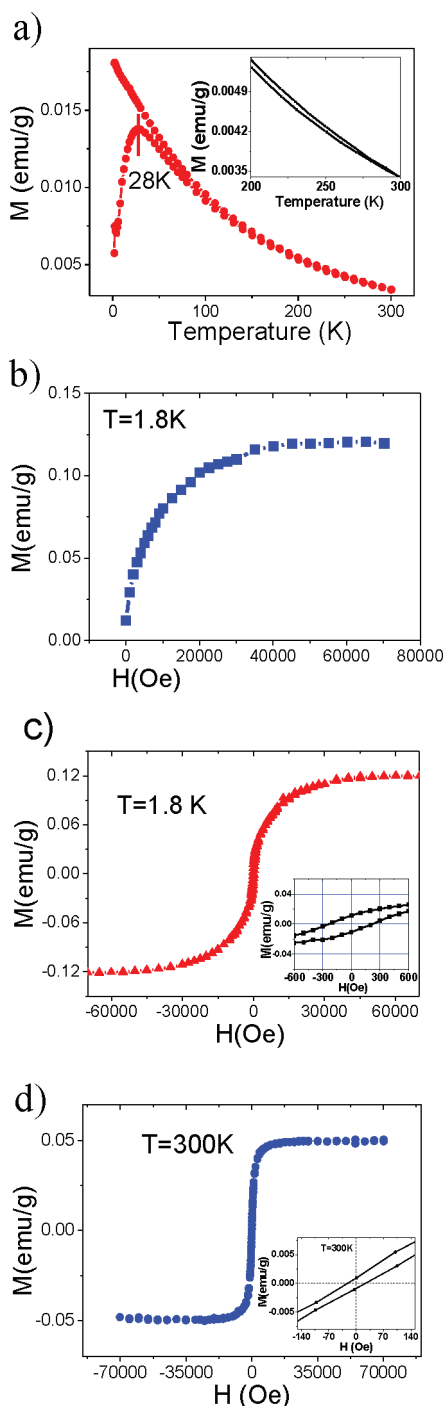 a)
M (emu/g)
0.015
0.010
0.005
28K
0 100 200 300
Temperature (K)
M (emu/g)
0.0049
0.0042
0.0035
200 250 300
Temperature (K)
b)
T=1.8K
M(emu/g)
0.15
0.10
0.05
0.00
0 20000 40000 60000 80000
H(Oe)
c)
T=1.8 K
M(emu/g)
0.12
0.06
0.00
-0.06
-0.12
-60000 -30000 0 30000 60000
H(Oe)
M(emu/g)
0.04
0.00
-0.04
-600 -300 0 300 600
H(Oe)
d)
T=300K
M(emu/g)
0.05
0.00
-0.05
-70000 -35000 0 35000 70000
H (Oe)
T=300K
M(emu/g)
0.005
0.000
-0.005
-140 -70 0 70 140
H (Oe)